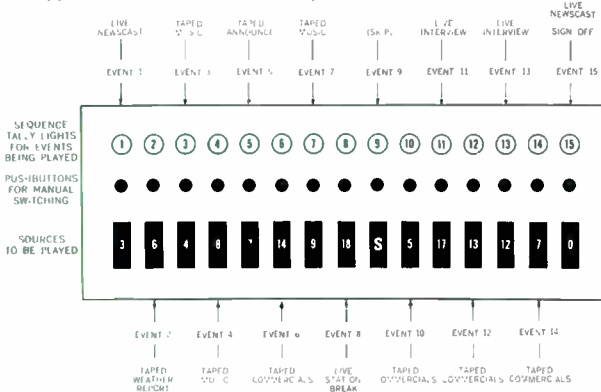 LIVE NEWSCAST
TAPED MUSIC
TAPED ANNOUNCE
TAPED MUSIC
(SKIP)
LIVE INTERVIEW
LIVE INTERVIEW
LIVE NEWSCAST SIGN OFF
EVENT 1
EVENT 3
EVENT 5
EVENT 7
EVENT 9
EVENT 11
EVENT 13
EVENT 15
SEQUENCE
TALLY LIGHTS
FOR EVENTS
BEING PLAYED
1 2 3 4 5 6 7 8 9 10 11 12 13 14 15
PUSHBUTTONS
FOR MANUAL
SWITCHING
SOURCES
TO BE PLAYED
3 6 4 8 14 9 18 S 5 17 13 12 7 0
EVENT 2
EVENT 4
EVENT 6
EVENT 8
EVENT 10
EVENT 12
EVENT 14
TAPED
WEATHER
REPORT
TAPED
MUSIC
TAPED
COMMERCIALS
LIVE
STATION
BREAK
TAPED
COMMERCIALS
TAPED
COMMERCIALS
TAPED
COMMERCIALS